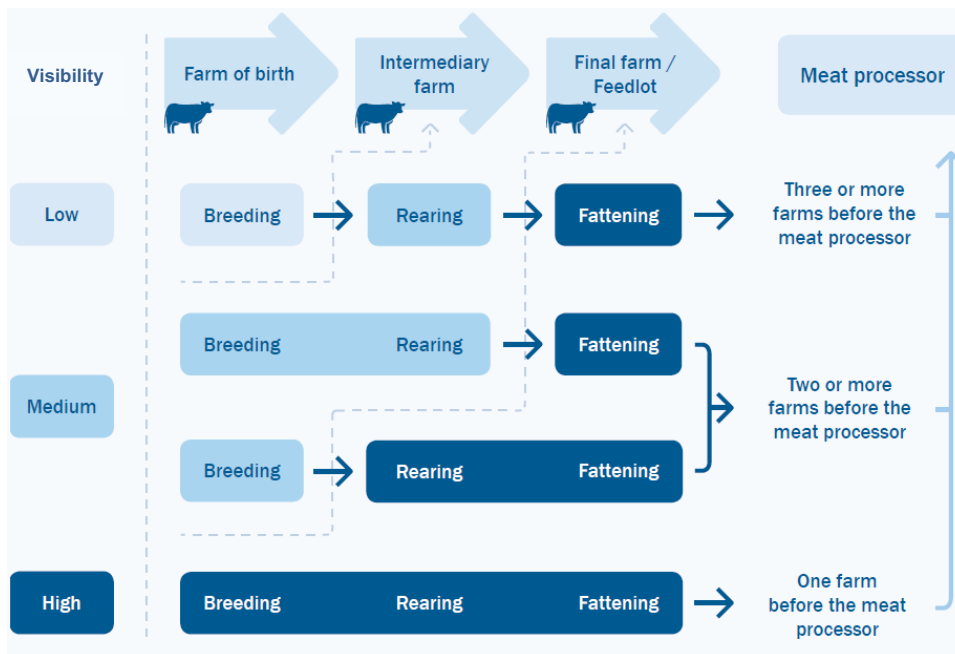 Visibility
Farm of birth
Intermediary
farm
Final farm /
Feedlot
Meat processor
Low
Breeding
Rearing
Fattening
Three or more
farms before the
meat processor
Breeding
Rearing
Fattening
Medium
Two or more
farms before the
meat processor
Breeding
Rearing
Fattening
High
Breeding
Rearing
Fattening
One farm
before the meat
processor